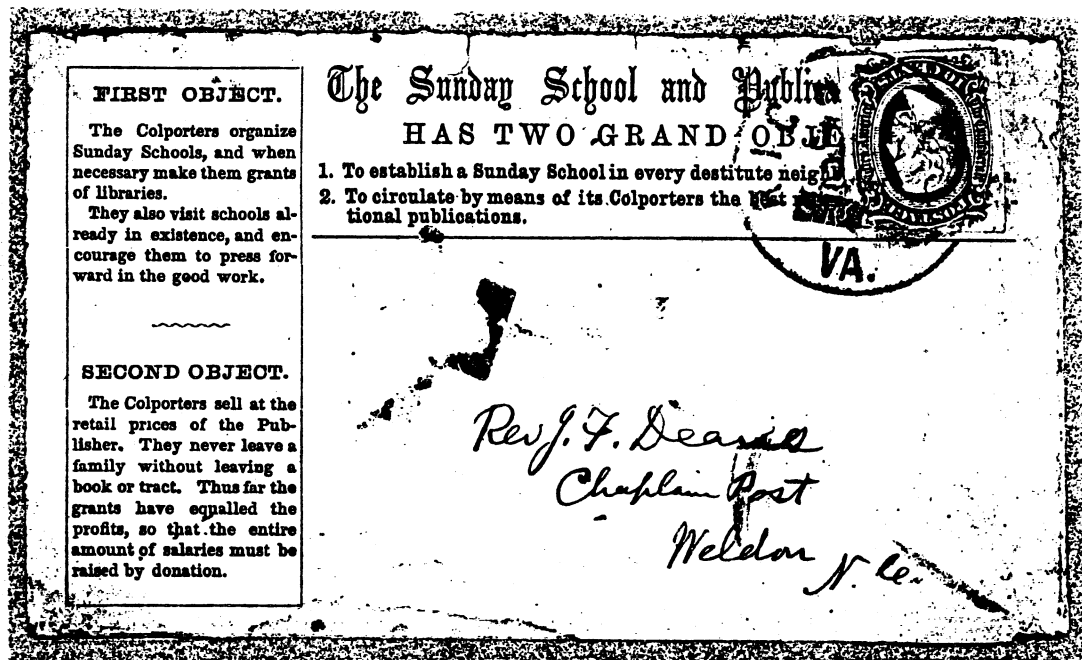 FIRST OBJECT.
The Colporters organize
Sunday Schools, and when
necessary make them grants
of libraries.
They also visit schools al-
ready in existence, and en-
courage them to press for-
ward in the good work.
SECOND OBJECT.
The Colporters sell at the
retail prices of the Pub-
lisher. They never leave a
family without leaving a
book or tract. Thus far the
grants have equalled the
profits, so that the entire
amount of salaries must be
raised by donation.
The Sunday School and Publica
HAS TWO GRAND OBJE
1. To establish a Sunday School in every destitute neigh
2. To circulate by means of its Colporters the best
tional publications.
VA.
Rev J. F.
Chaplain Post
Weldon
N. Ca.